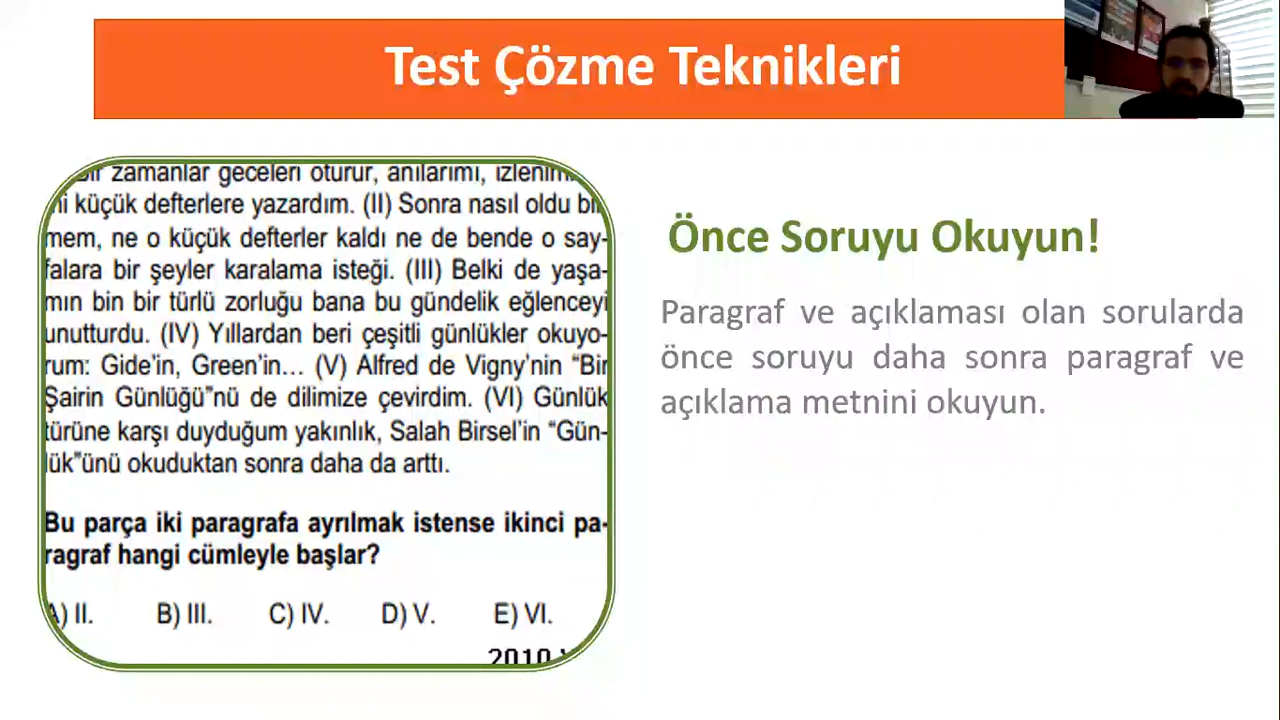 Test Çözme Teknikleri
zamanlar geceleri oturur, anılarımı,
küçük defterlere yazardım. (II) Sonra nasıl oldu
mem, ne o küçük defterler kaldı ne de bende o say-
falara bir şeyler karalama isteği. (III) Belki de yaşa-
mın bin bir türlü zorluğu bana bu gündelik eğlenceyi
unutturdu. (IV) Yıllardan beri çeşitli günlükler okuyo-
rum: Gide'in, Green'in... (V) Alfred de Vigny'nin "Bir
Şairin Günlüğü"nü de dilimize çevirdim. (VI) Günlük
türüne karşı duyduğum yakınlık, Salah Birsel'in "Gün-
lük"ünü okuduktan sonra daha da arttı.
Bu parça iki paragrafa ayrılmak istense ikinci pa-
ragraf hangi cümleyle başlar?
A) II. B) III. C) IV. D) V. E) VI.
2010
Önce Soruyu Okuyun!
Paragraf ve açıklaması olan sorularda
önce soruyu daha sonra paragraf ve
açıklama metnini okuyun.